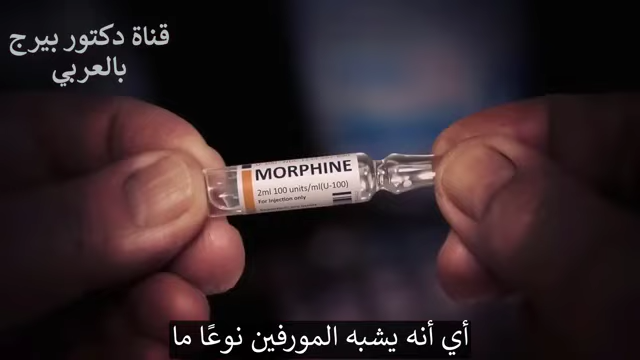 قناة دكتور بيرج
بالعربي
MORPHINE
2ml 100 units/ml(U-100)
For Injection only
أي أنه يشبه المورفين نوعًا ما